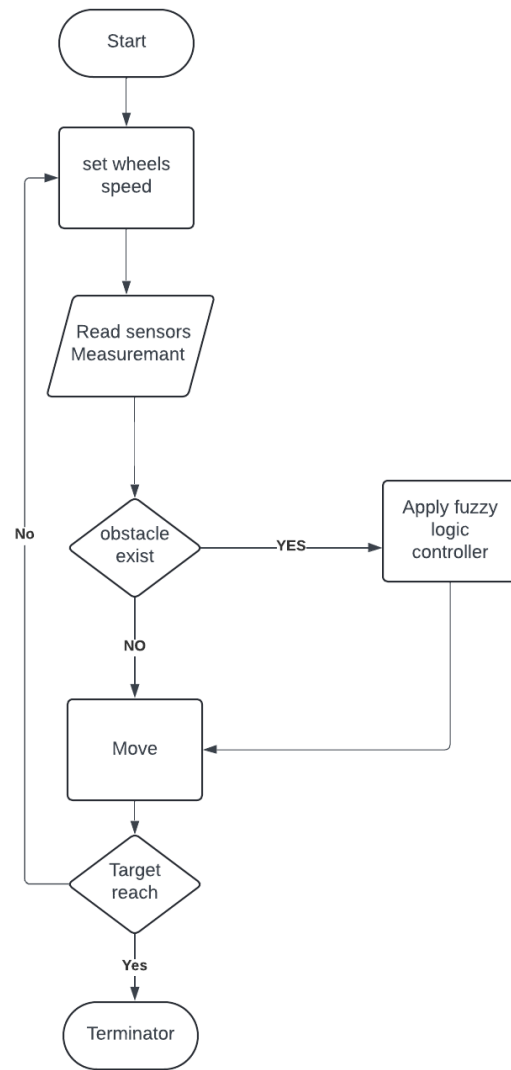 Start
set wheels
speed
Read sensors
Measuremant
obstacle
exist
YES
Apply fuzzy
logic
controller
No
NO
Move
Target
reach
Yes
Terminator